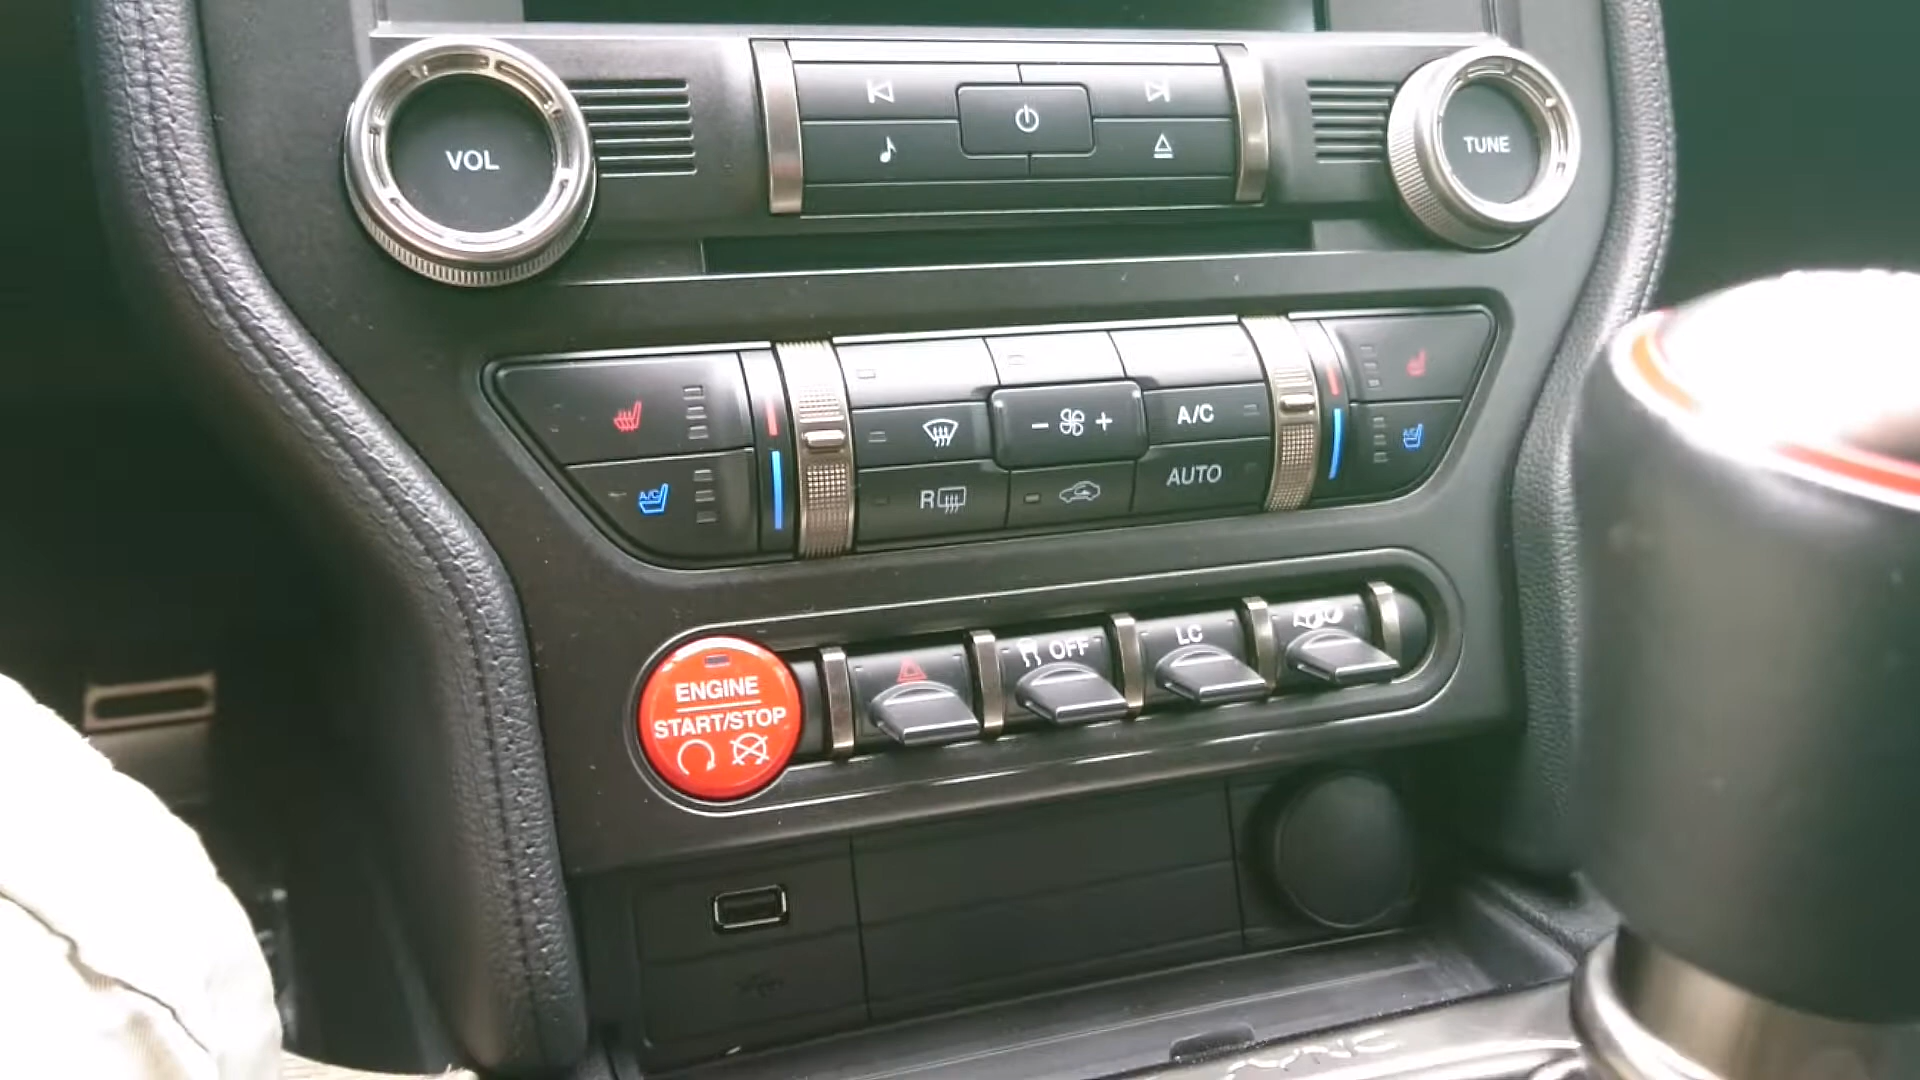 VOL
TUNE
A/C
A/C
A/C
R
AUTO
OFF
LC
ENGINE
START/STOP